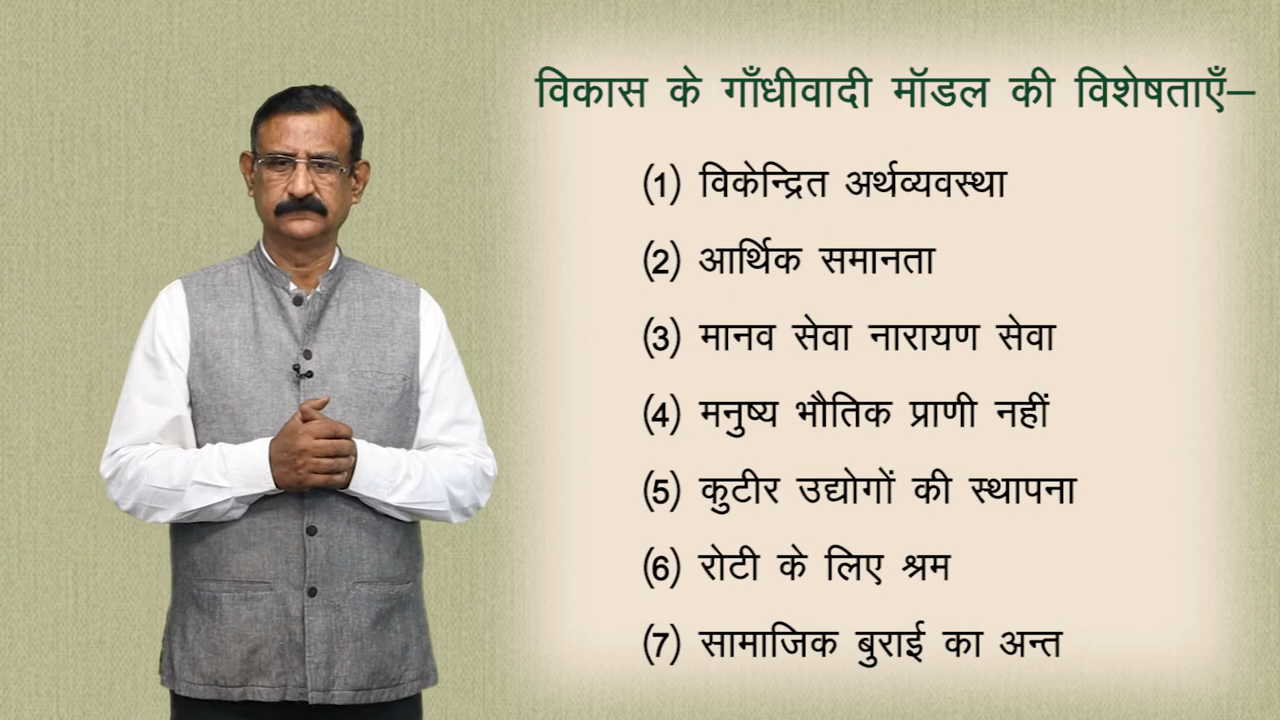 विकास के गाँधीवादी मॉडल की विशेषताएँ–
(1) विकेन्द्रित अर्थव्यवस्था
(2) आर्थिक समानता
(3) मानव सेवा नारायण सेवा
(4) मनुष्य भौतिक प्राणी नहीं
(5) कुटीर उद्योगों की स्थापना
(6) रोटी के लिए श्रम
(7) सामाजिक बुराई का अन्त